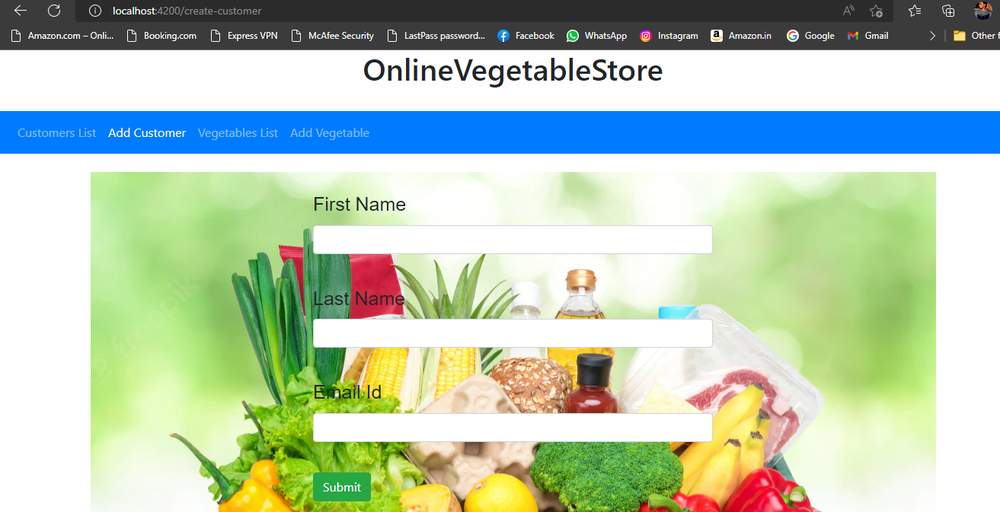 localhost:4200/create-customer
Amazon.com – Onli... Booking.com Express VPN McAfee Security LastPass password... Facebook WhatsApp Instagram Amazon.in Google Gmail Other f
OnlineVegetableStore
Customers List Add Customer Vegetables List Add Vegetable
First Name
Last Name
freepik
Email Id
Submit